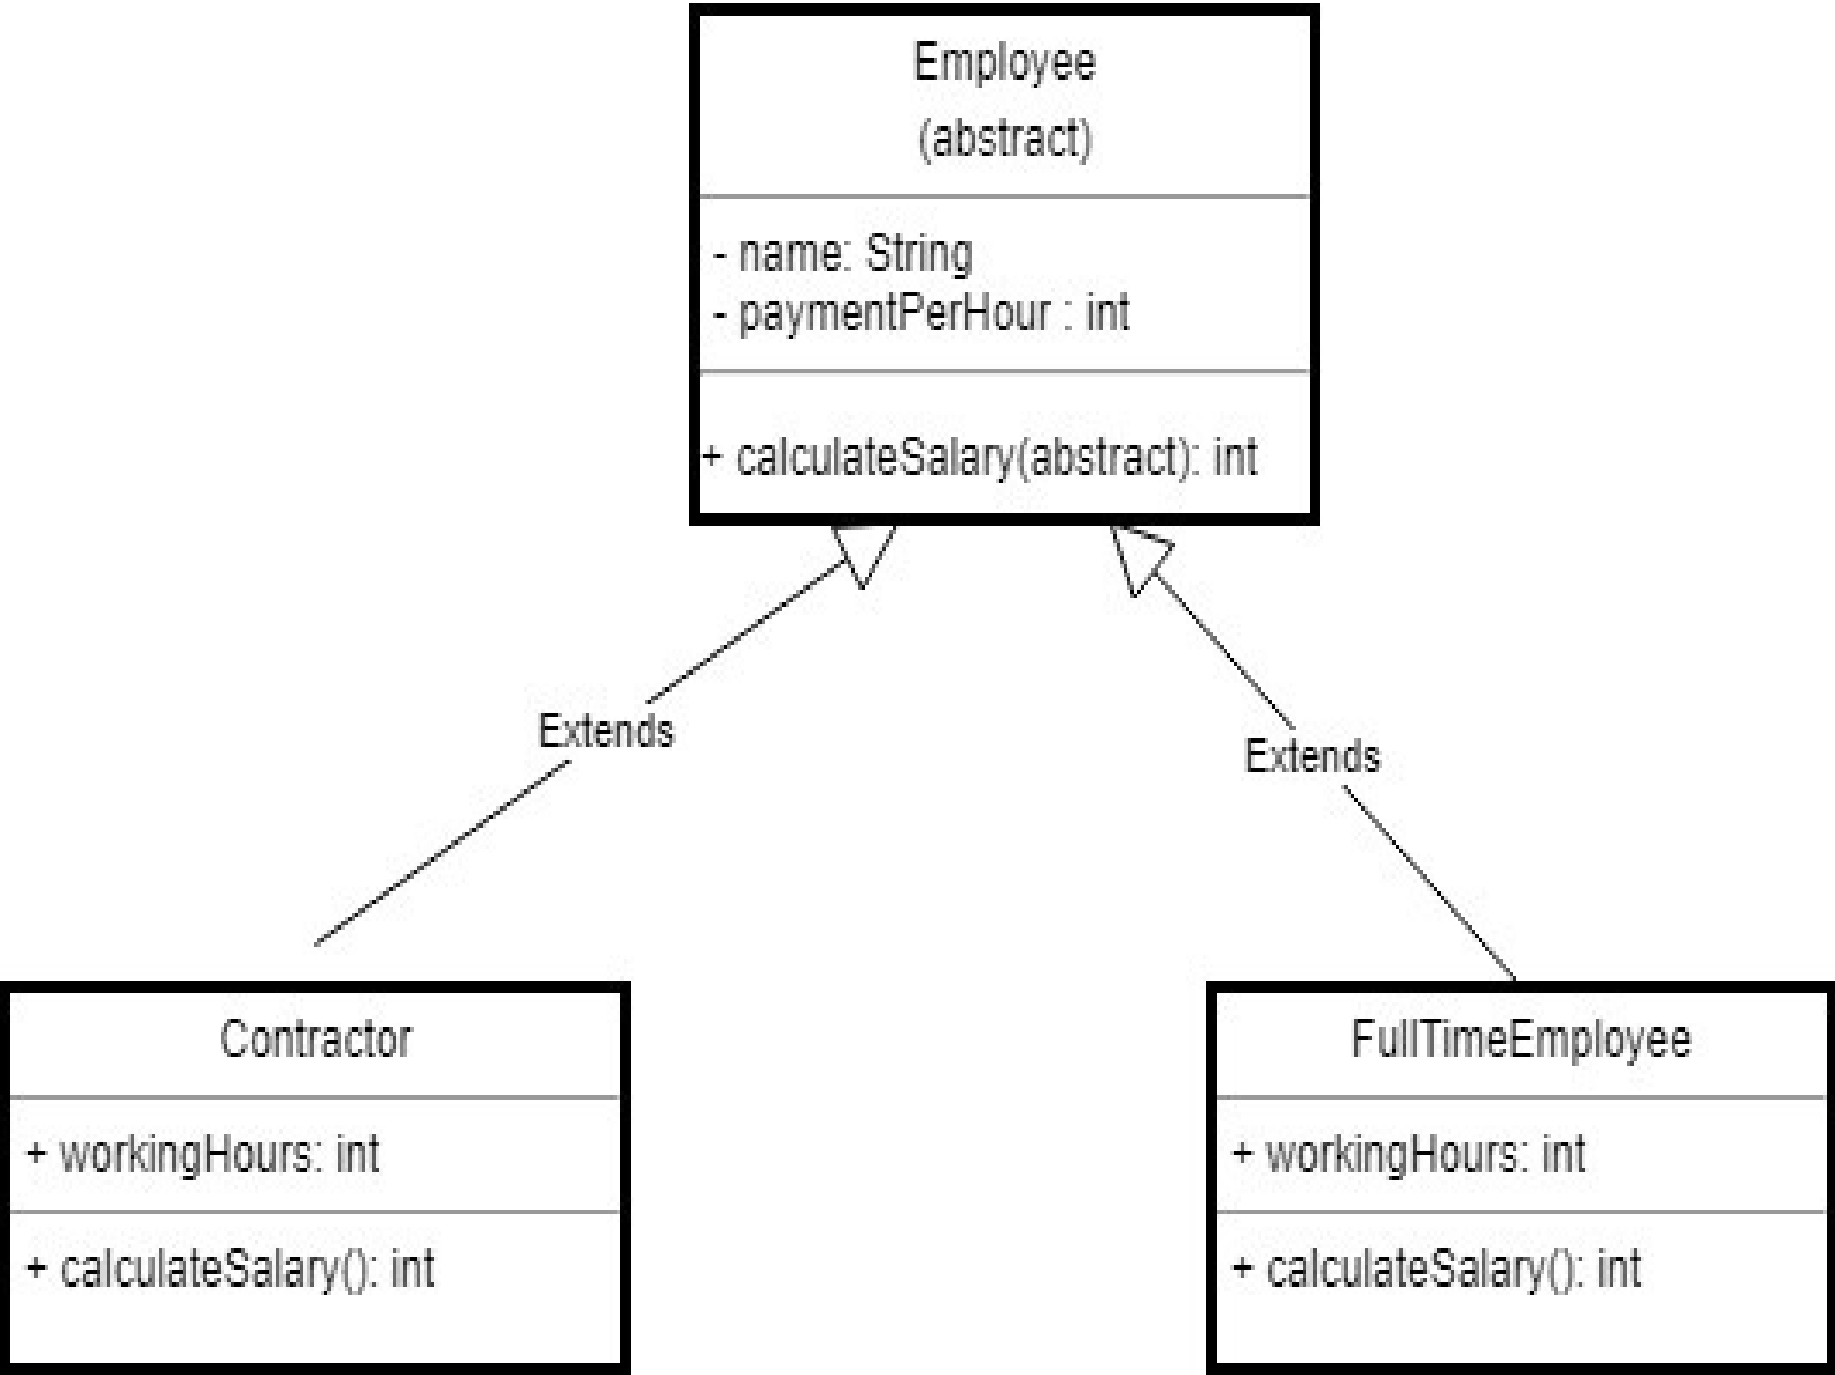 Employee
(abstract)
- name: String
- paymentPerHour : int
+ calculateSalary(abstract): int
Extends
Extends
Contractor
+ workingHours: int
+ calculateSalary(): int
FullTimeEmployee
+ workingHours: int
+ calculateSalary(): int